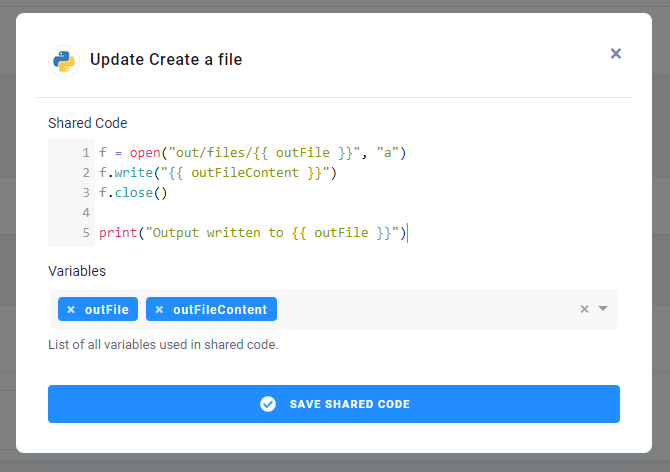 Update Create a file
×
Shared Code
1 f = open("out/files/{{ outFile }}", "a")
2 f.write("{{ outFileContent }}")
3 f.close()
4
5 print("Output written to {{ outFile }}")
Variables
× outFile × outFileContent ×
List of all variables used in shared code.
SAVE SHARED CODE